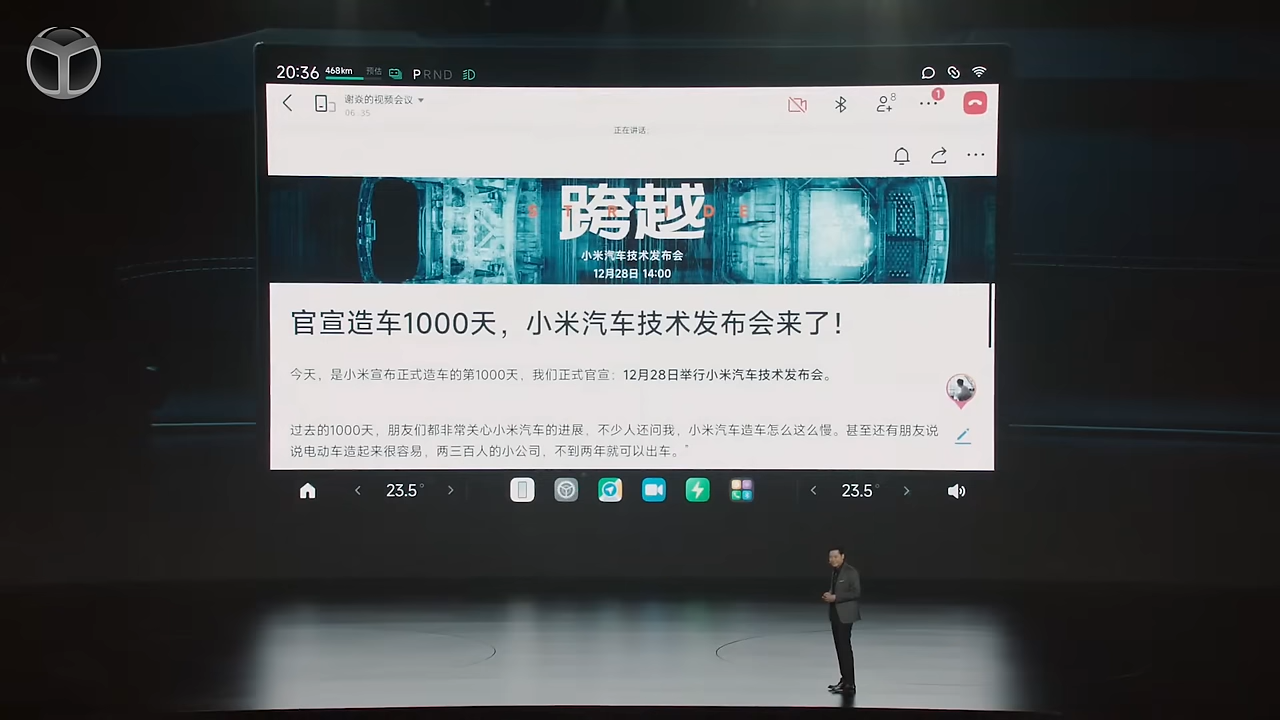 20:36 468km 预估 PRND
谢焱的视频会议
06:35
8
1
正在讲话:
跨越
STRIDE
小米汽车技术发布会
12月28日 14:00
官宣造车1000天，小米汽车技术发布会来了！
今天，是小米宣布正式造车的第1000天，我们正式官宣：12月28日举行小米汽车技术发布会。
过去的1000天，朋友们都非常关心小米汽车的进展，不少人还问我，小米汽车造车怎么这么慢。甚至还有朋友说
说电动车造起来很容易，两三百人的小公司，不到两年就可以出车。"
23.5°
23.5°